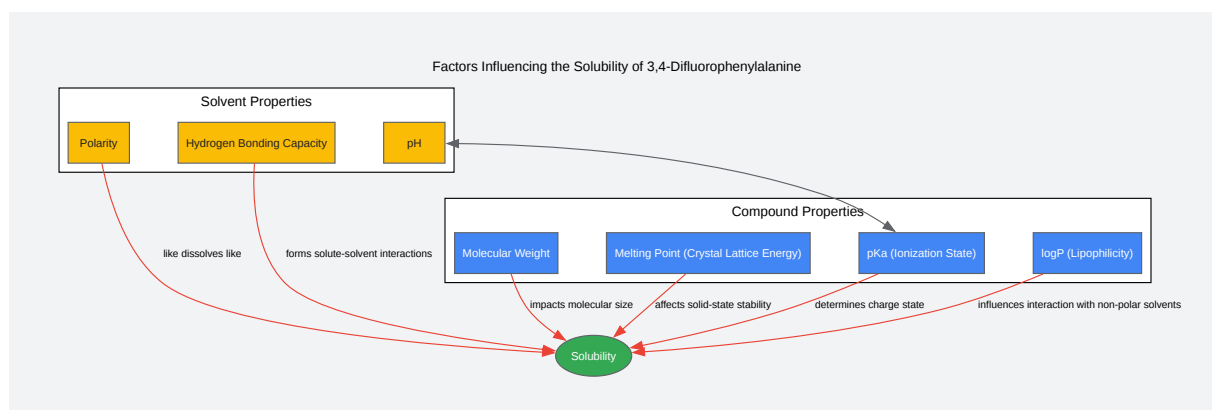 Factors Influencing the Solubility of 3,4-Difluorophenylalanine
Solvent Properties
Polarity
Hydrogen Bonding Capacity
pH
Compound Properties
Molecular Weight
Melting Point (Crystal Lattice Energy)
pKa (Ionization State)
logP (Lipophilicity)
like dissolves like
forms solute-solvent interactions
impacts molecular size
affects solid-state stability
determines charge state
influences interaction with non-polar solvents
Solubility